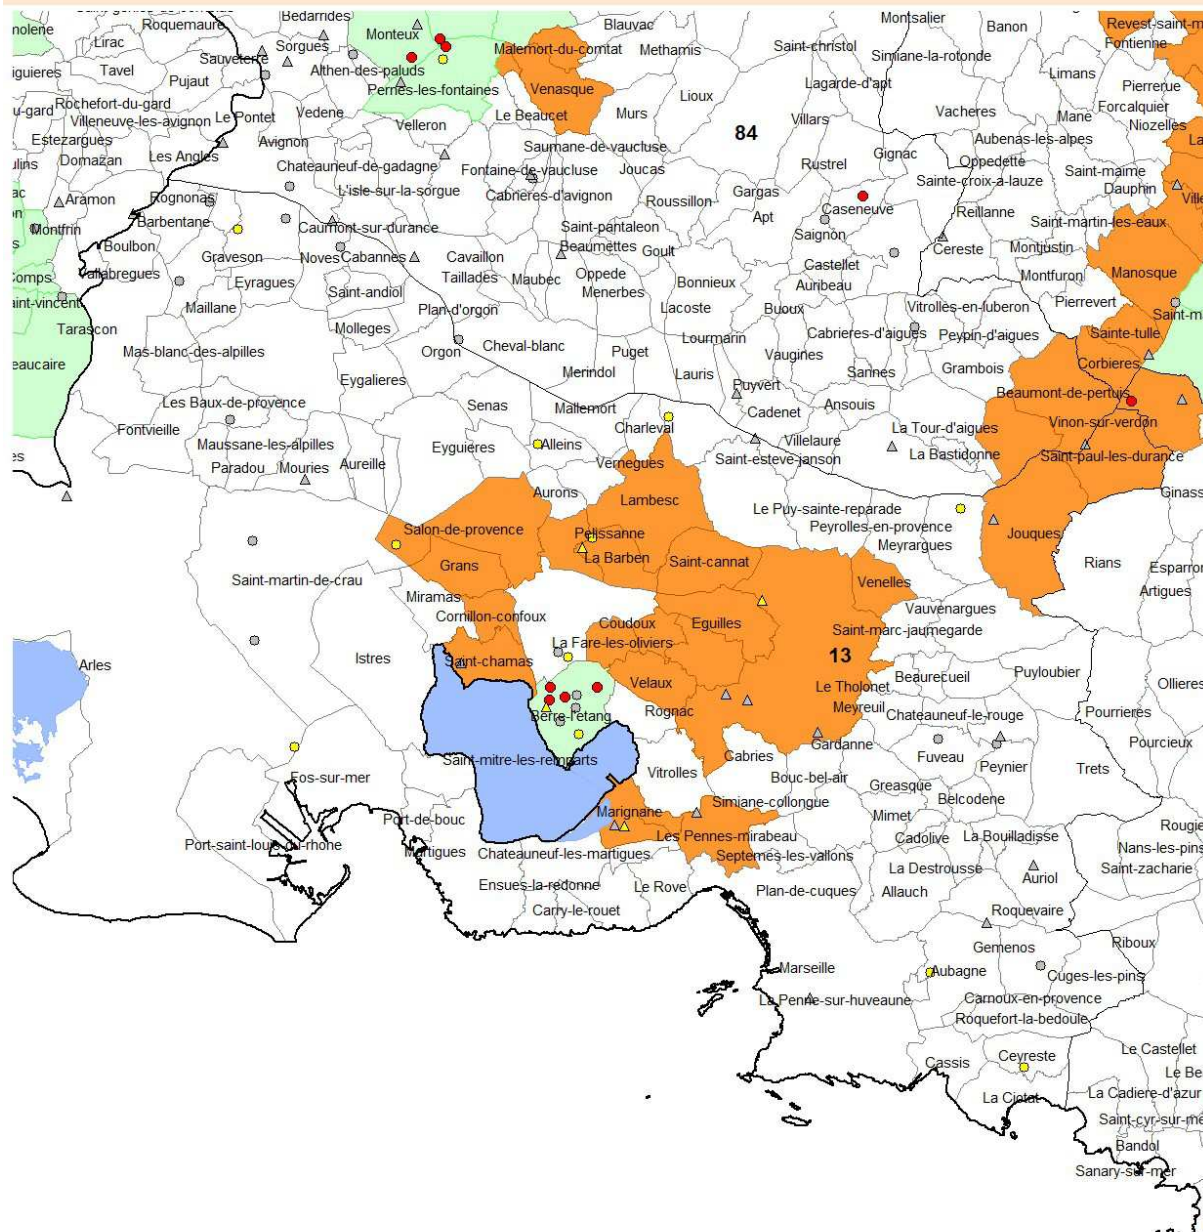 Roquemaure
Bedarrides
Blauvac
Montsalier
Banon
Revest-saint-m
Lirac
Sorgues
Monteux
Malemort-du-comtat
Methamis
Saint-christol
Simiane-la-rotonde
Fontienne
Tavel
Sauveterre
Althen-des-paluds
Pujaut
Pernes-les-fontaines
Venasque
Lagarde-d'apt
Limans
Pierrerue
Rochefort-du-gard
Vedene
Le Beaucet
Murs
Lioux
Vacheres
Forcalquier
Villeneuve-les-avignon
Le Pontet
Velleron
84
Villars
Mane
Niozelles
Estezargues
Avignon
Saumane-de-vaucluse
Aubenas-les-alpes
Domazan
Les Angles
Chateauneuf-de-gadagne
Fontaine-de-vaucluse
Joucas
Rustrel
Gignac
Oppedette
Saint-maime
L'isle-sur-la-sorgue
Cabrières-d'avignon
Gargas
Sainte-croix-a-lauze
Dauphin
Aramon
Rognonas
Roussillon
Caseneuve
Montfrin
Barbentane
Caumont-sur-durance
Saint-pantaleon
Apt
Reillanne
Saint-martin-les-eaux
Boulbon
Graveson
Noves
Cabannes
Cavaillon
Beaumettes
Goult
Saignon
Cereste
Montjustin
Comps
Vallabregues
Eyragues
Taillades
Maubec
Oppede
Bonnieux
Castellet
Montfuron
Manosque
Saint-vincent
Maillane
Saint-andiol
Menerbes
Auribeau
Pierrevert
Tarascon
Molleges
Plan-d'orgon
Lacoste
Buoux
Vitrolles-en-luberon
Orgon
Cheval-blanc
Lourmarin
Cabrieres-d'aigues
Peypin-d'aigues
Sainte-tulle
Mas-blanc-des-alpilles
Puget
Vaugines
Eygalieres
Merindol
Lauris
Sannes
Grambois
Corbieres
Puyvert
Beaumont-de-pertuis
Les Baux-de-provence
Senas
Mallemort
Cadenet
Ansouis
Fontvieille
Charleval
La Tour-d'aigues
Vinon-sur-verdon
Maussane-les-alpilles
Eyguieres
Alleins
Villelaure
Paradou
Mouries
Aureille
Vernegues
Saint-esteve-janson
La Bastidonne
Saint-paul-les-durance
Aurons
Lambesc
Le Puy-sainte-reparade
Salon-de-provence
Pelissanne
Peyrolles-en-provence
Jouques
La Barben
Saint-cannat
Meyrargues
Grans
Rians
Saint-martin-de-crau
Venelles
Miramas
Vauvenargues
Artigues
Cornillon-confoux
Coudoux
Eguilles
Saint-marc-jaumegarde
La Fare-les-oliviers
13
Istres
Saint-chamas
Arles
Beaurecueil
Puyloubier
Velaux
Le Tholonet
Ollieres
Rognac
Meyreuil
Berre-l'etang
Chateauneuf-le-rouge
Pourrieres
Gardanne
Saint-mitre-les-remparts
Cabries
Fuveau
Pourcieux
Vitrolles
Bouc-bel-air
Peynier
Trets
Fos-sur-mer
Greasque
Belcodene
Simiane-collongue
Marignane
Mimet
Port-de-bouc
Les Pennes-mirabeau
Cadolive
La Bouilladisse
Port-saint-louis-du-rhone
Martigues
Chateauneuf-les-martigues
Septemes-les-vallons
Nans-les-pins
La Destrousse
Saint-zacharie
Ensues-la-redonne
Le Rove
Plan-de-cuques
Allauch
Auriol
Carry-le-rouet
Roquevaire
Gemenos
Riboux
Marseille
Aubagne
Cuges-les-pins
La Penne-sur-huveaune
Carnoux-en-provence
Roquefort-la-bedoule
Cassis
Ceyreste
Le Castellet
La Ciotat
La Cadiere-d'azur
Saint-cyr-sur-me
Bandol
Sanary-sur-mer